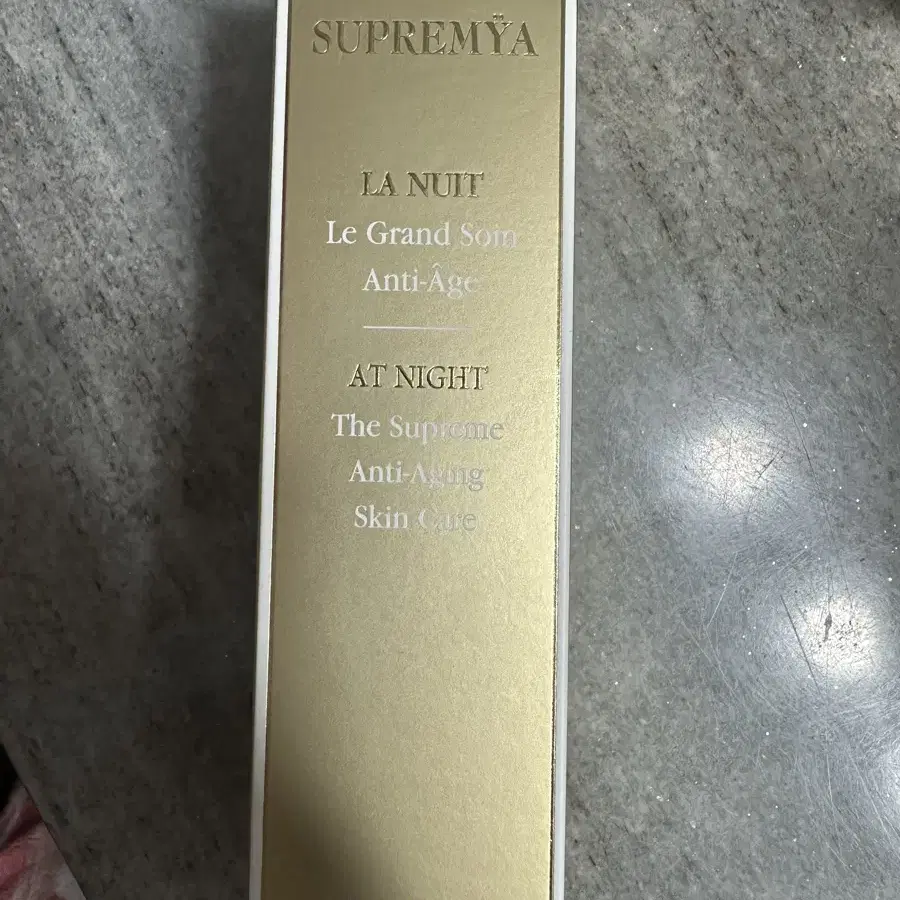 SUPREMŸA
LA NUIT
Le Grand Soin
Anti-Âge
AT NIGHT
The Supreme
Anti-Aging
Skin Care